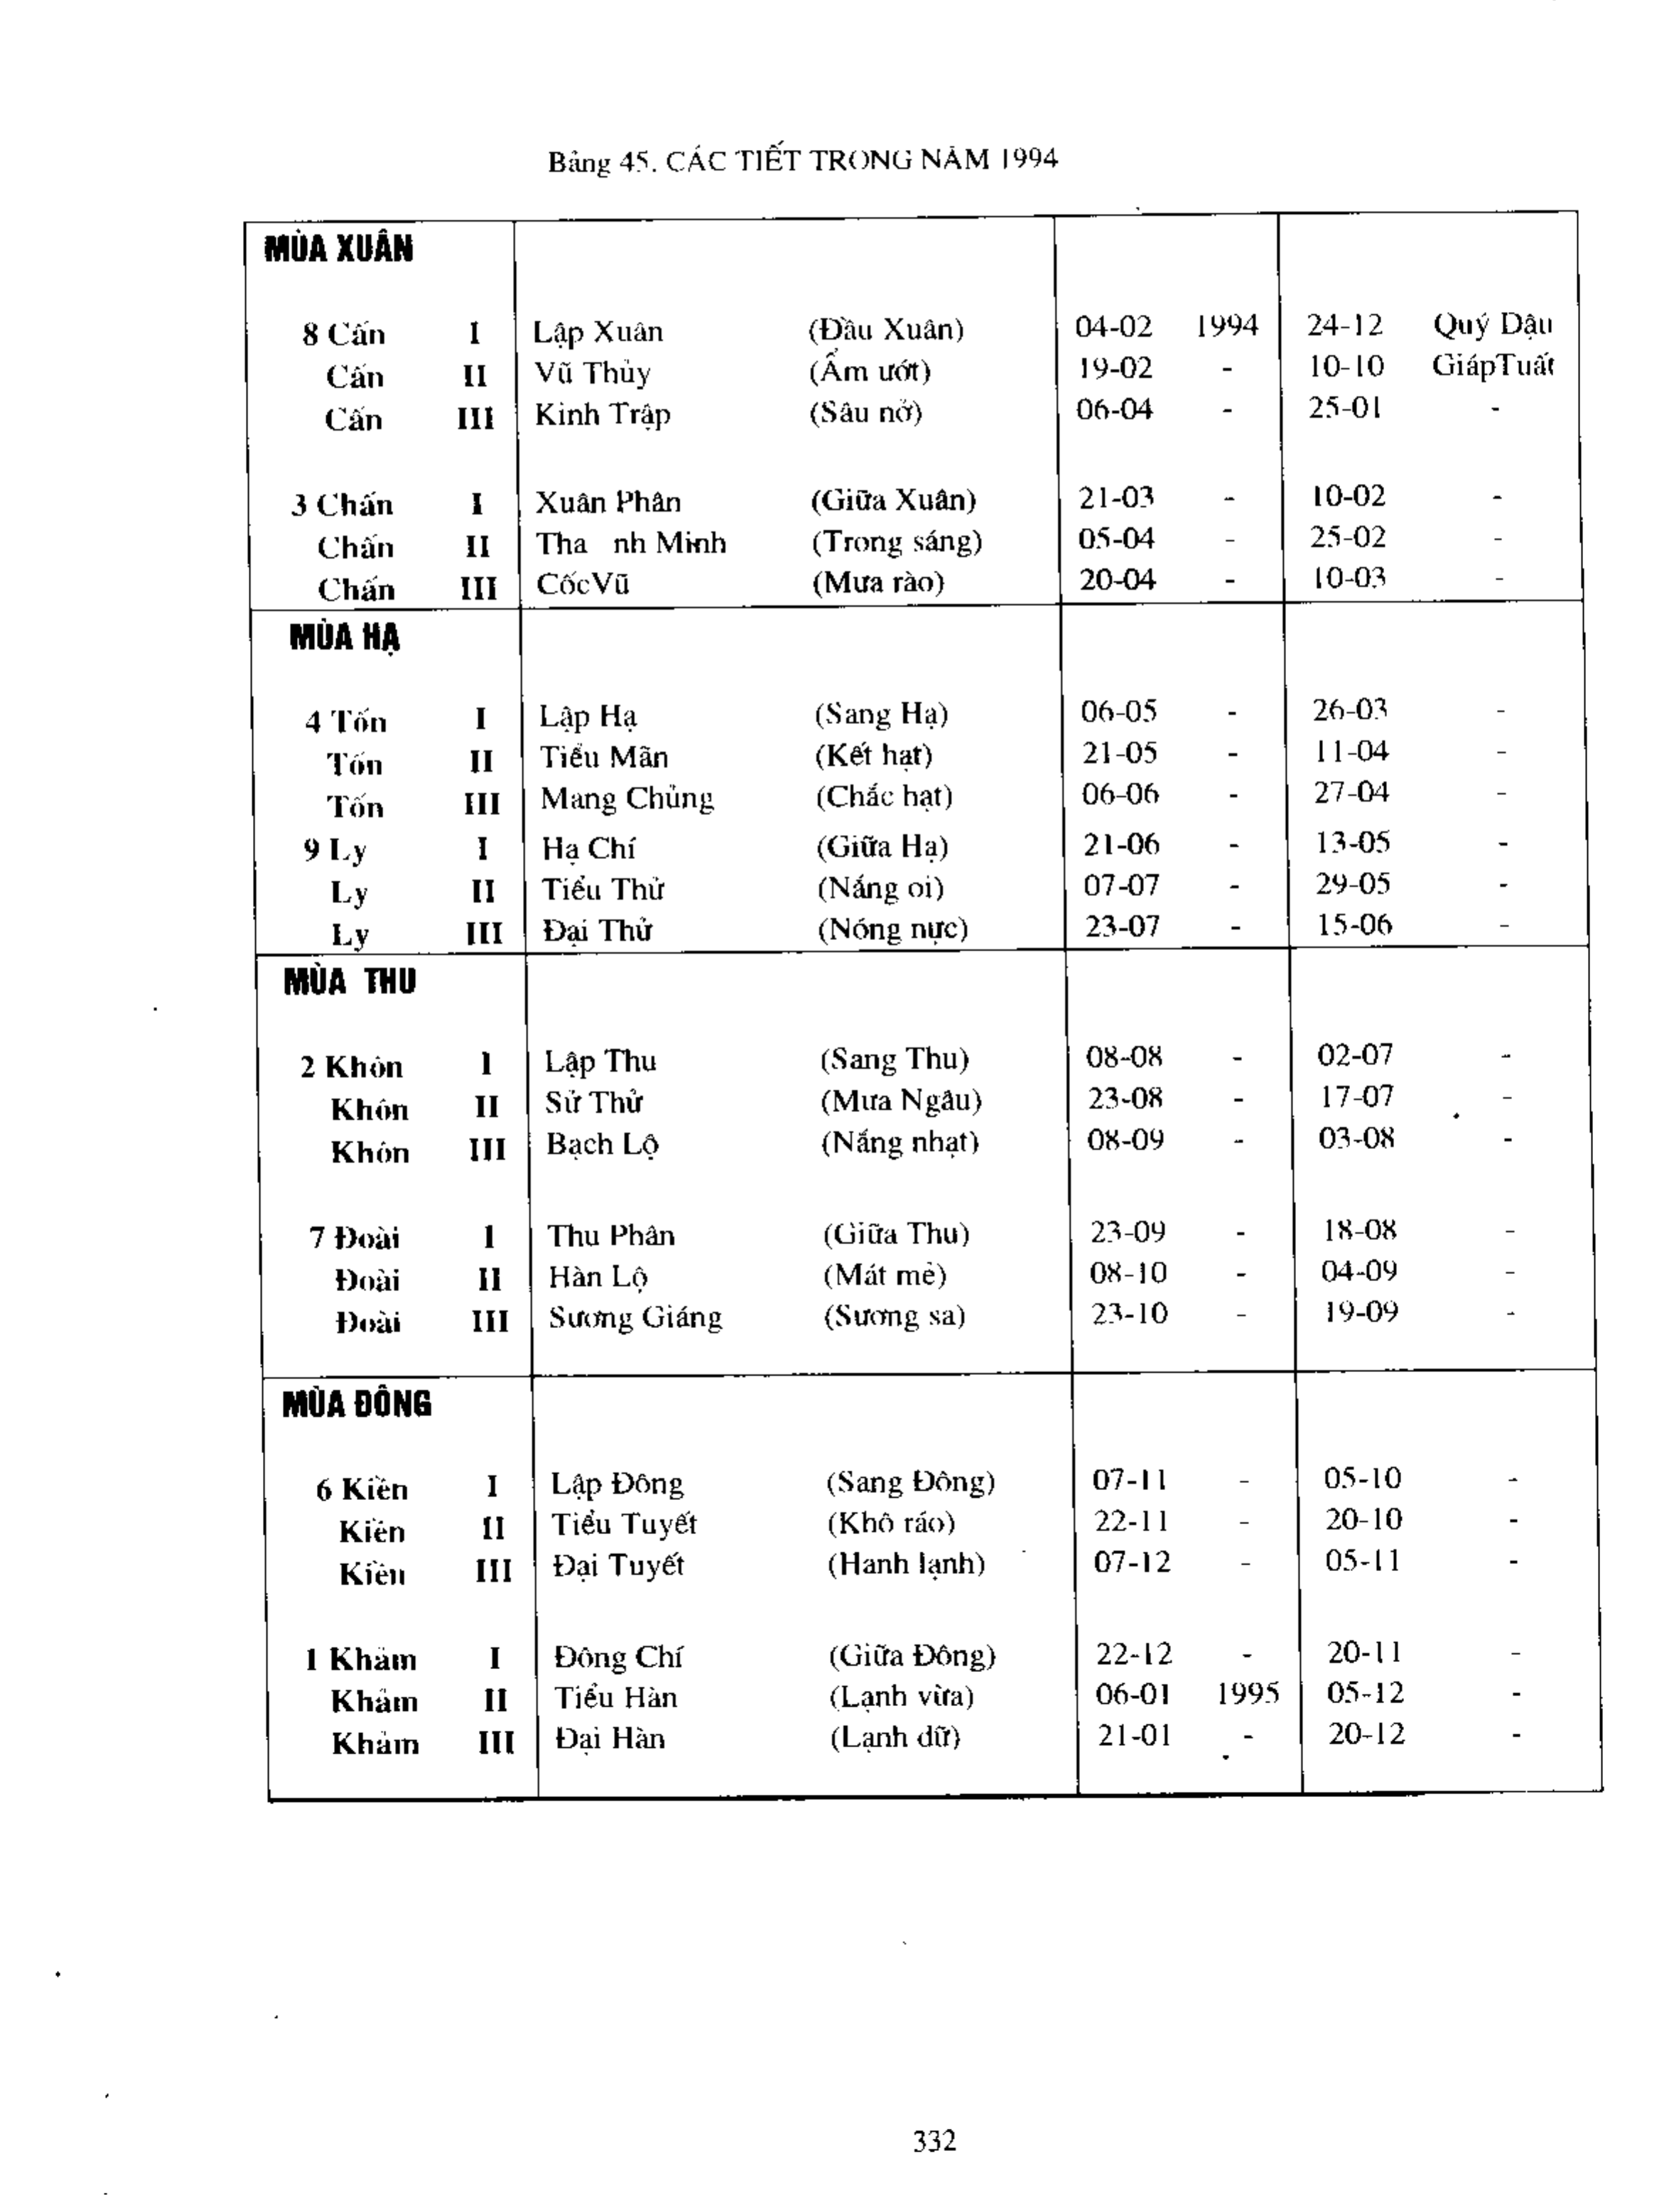 Bảng 45. CÁC TIẾT TRONG NĂM 1994
MÙA XUÂN
8 Cấn I Lập Xuân (Đầu Xuân) 04-02 1994 24-12 Quý Dậu
Cấn II Vũ Thủy (Ẩm ướt) 19-02 - 10-10 GiápTuất
Cấn III Kinh Trập (Sâu nở) 06-04 - 25-01 -
3 Chấn I Xuân Phân (Giữa Xuân) 21-03 - 10-02 -
Chấn II Tha nh Minh (Trong sáng) 05-04 - 25-02 -
Chấn III CốcVũ (Mưa rào) 20-04 - 10-03 -
MÙA HẠ
4 Tốn I Lập Hạ (Sang Hạ) 06-05 - 26-03 -
Tốn II Tiểu Mãn (Kết hạt) 21-05 - 11-04 -
Tốn III Mang Chủng (Chắc hạt) 06-06 - 27-04 -
9 Ly I Hạ Chí (Giữa Hạ) 21-06 - 13-05 -
Ly II Tiểu Thử (Nắng oi) 07-07 - 29-05 -
Ly III Đại Thử (Nóng nực) 23-07 - 15-06 -
MÙA THU
2 Khôn I Lập Thu (Sang Thu) 08-08 - 02-07 -
Khôn II Sử Thử (Mưa Ngâu) 23-08 - 17-07 -
Khôn III Bạch Lộ (Nắng nhạt) 08-09 - 03-08 -
7 Đoài I Thu Phân (Giữa Thu) 23-09 - 18-08 -
Đoài II Hàn Lộ (Mát mẻ) 08-10 - 04-09 -
Đoài III Sương Giáng (Sương sa) 23-10 - 19-09 -
MÙA ĐÔNG
6 Kiền I Lập Đông (Sang Đông) 07-11 - 05-10 -
Kiền II Tiểu Tuyết (Khô ráo) 22-11 - 20-10 -
Kiền III Đại Tuyết (Hanh lạnh) 07-12 - 05-11 -
1 Khảm I Đông Chí (Giữa Đông) 22-12 - 20-11 -
Khảm II Tiểu Hàn (Lạnh vừa) 06-01 1995 05-12 -
Khảm III Đại Hàn (Lạnh dữ) 21-01 - 20-12 -
332